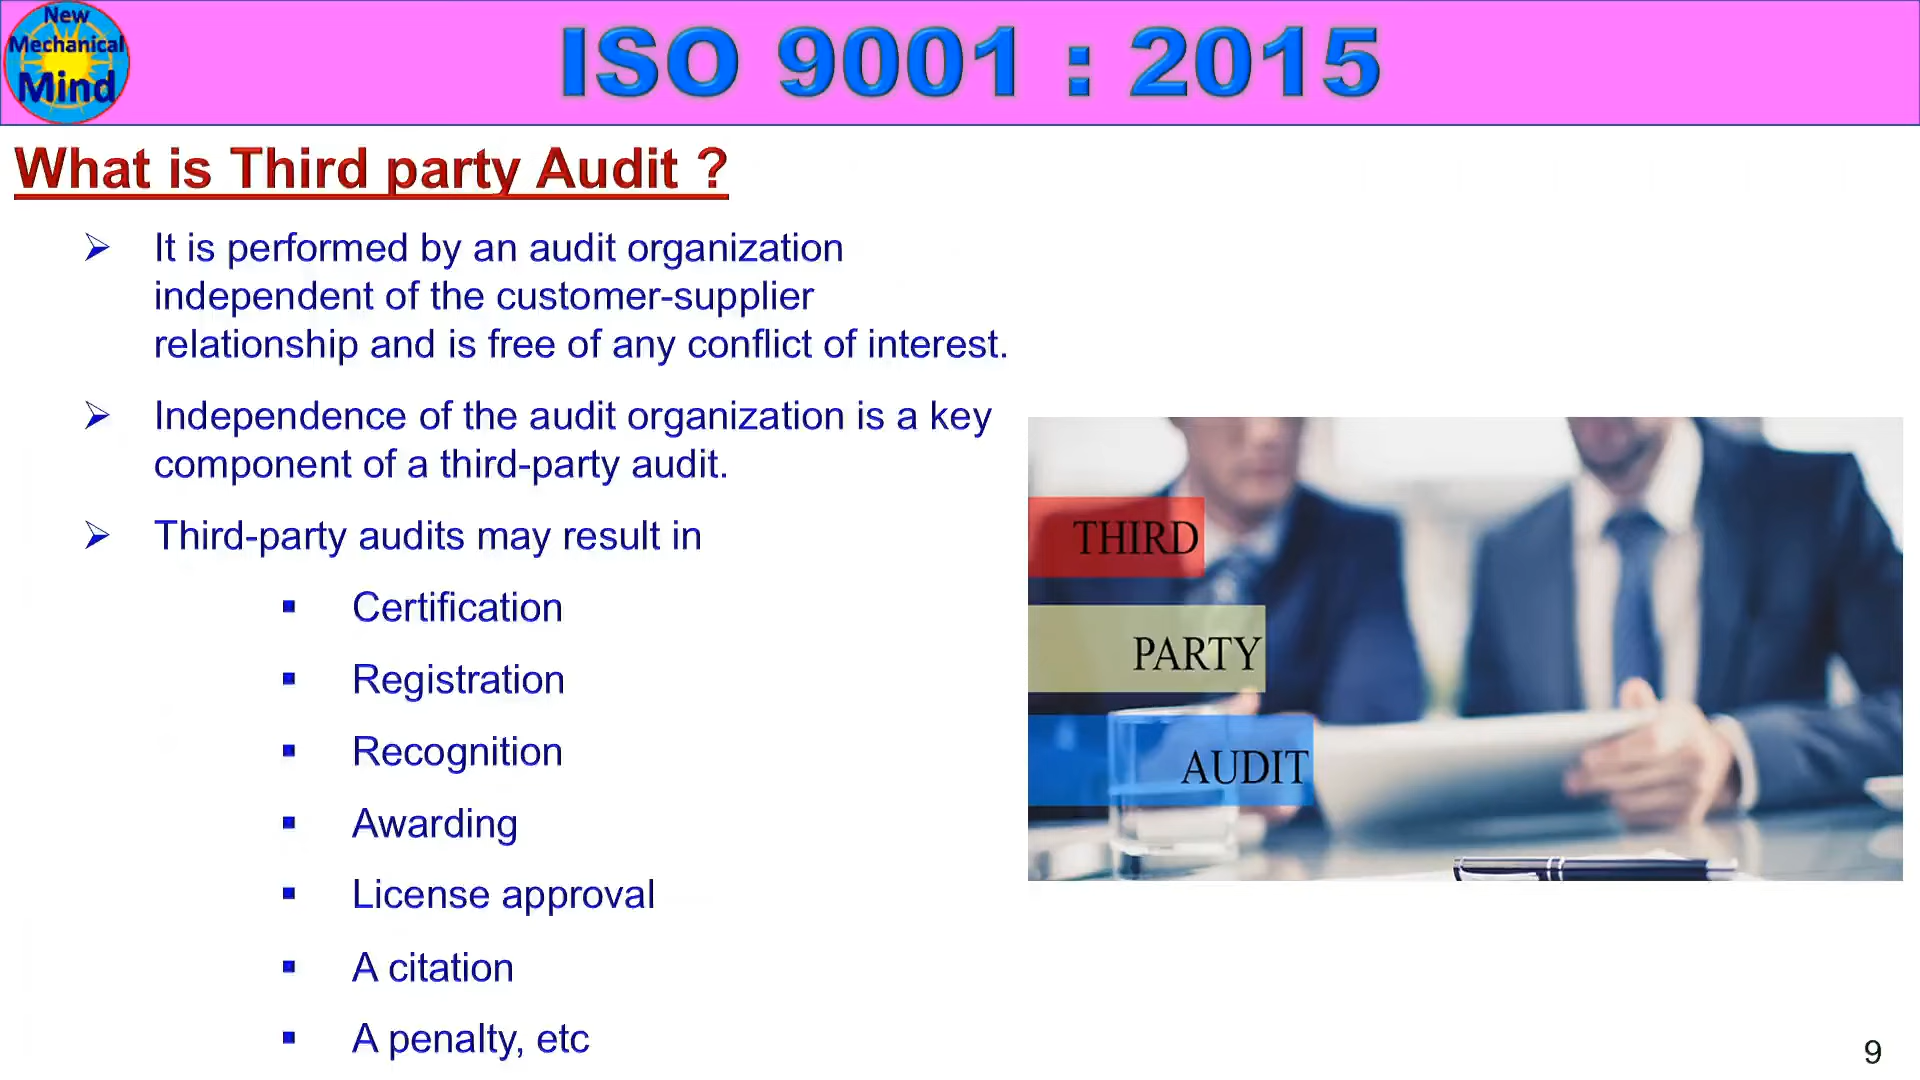 New
Mechanical
Mind
ISO 9001 : 2015
What is Third party Audit ?
It is performed by an audit organization
independent of the customer-supplier
relationship and is free of any conflict of interest.
Independence of the audit organization is a key
component of a third-party audit.
Third-party audits may result in
Certification
Registration
Recognition
Awarding
License approval
A citation
A penalty, etc
THIRD
PARTY
AUDIT
9